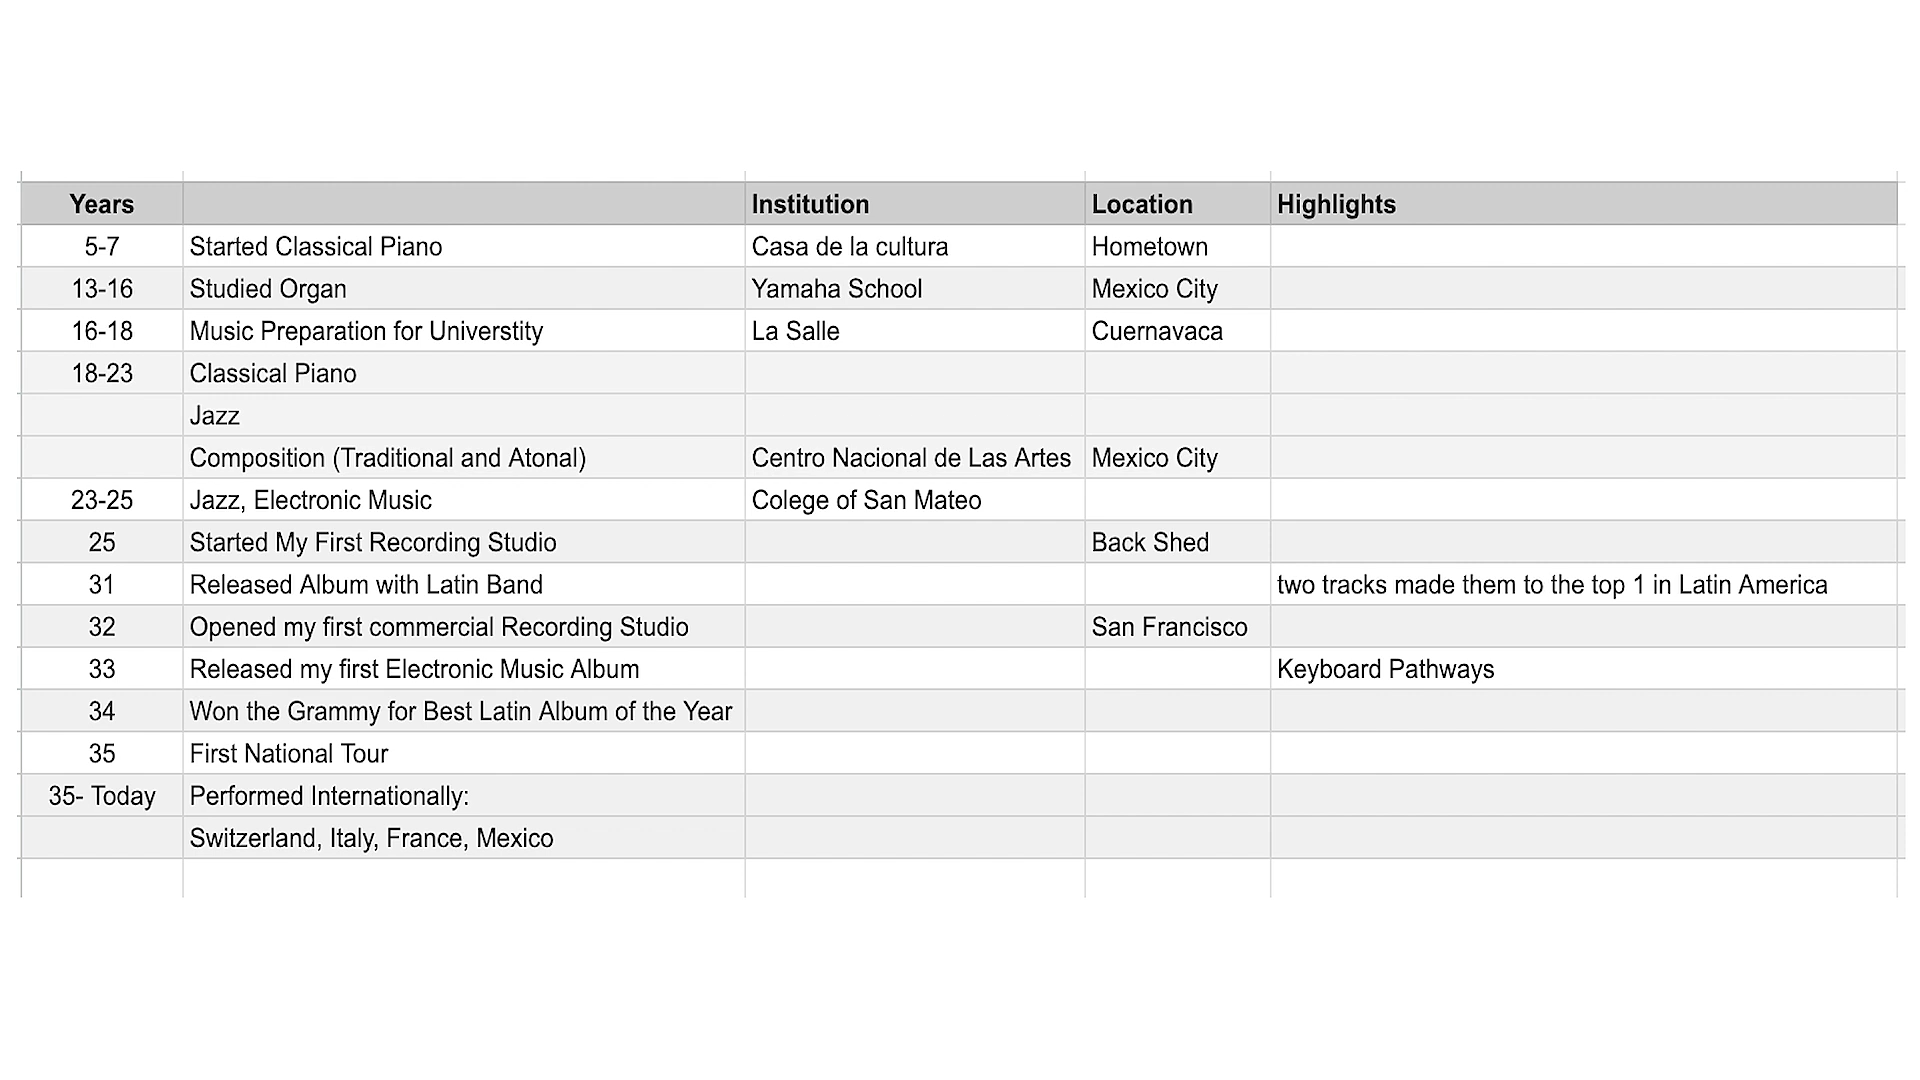 Years Institution Location Highlights
5-7 Started Classical Piano Casa de la cultura Hometown
13-16 Studied Organ Yamaha School Mexico City
16-18 Music Preparation for Universtity La Salle Cuernavaca
18-23 Classical Piano
Jazz
Composition (Traditional and Atonal) Centro Nacional de Las Artes Mexico City
23-25 Jazz, Electronic Music Colege of San Mateo
25 Started My First Recording Studio Back Shed
31 Released Album with Latin Band two tracks made them to the top 1 in Latin America
32 Opened my first commercial Recording Studio San Francisco
33 Released my first Electronic Music Album Keyboard Pathways
34 Won the Grammy for Best Latin Album of the Year
35 First National Tour
35- Today Performed Internationally:
Switzerland, Italy, France, Mexico